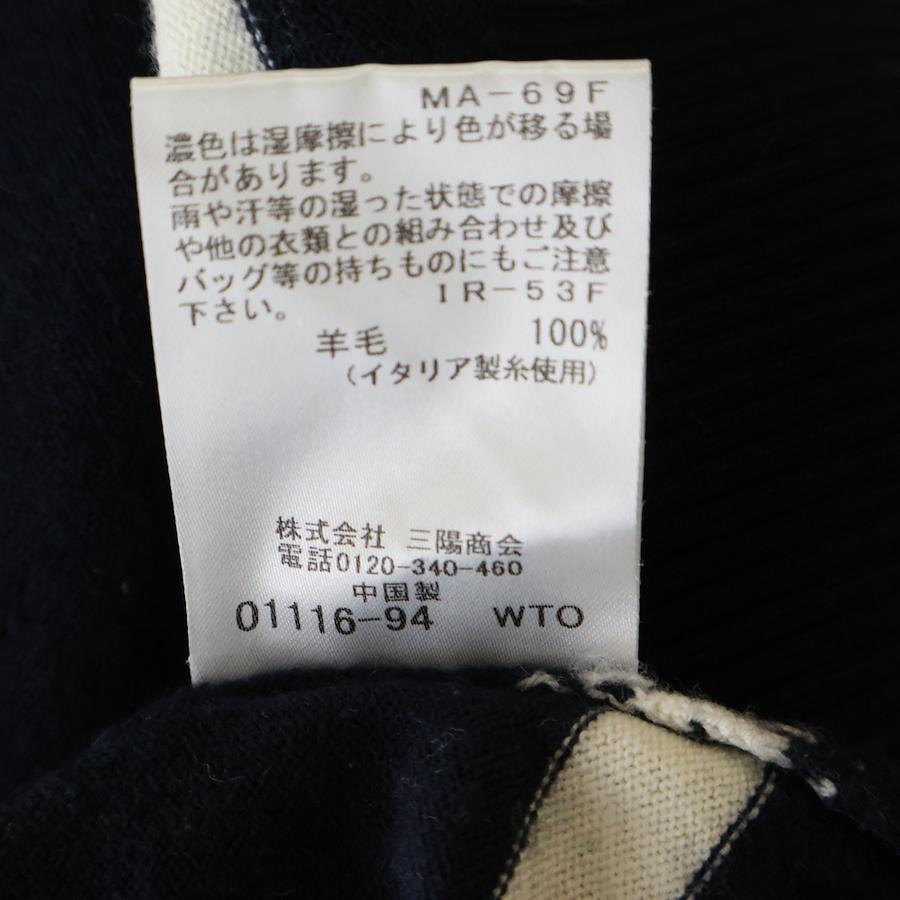 MA-69F
濃色は湿摩擦により色が移る場
合があります。
雨や汗等の湿った状態での摩擦
や他の衣類との組み合わせ及び
バッグ等の持ちものにもご注意
下さい。 IR-53F
羊毛 100%
(イタリア製糸使用)
株式会社 三陽商会
電話0120-340-460
中国製
01116-94 WTO